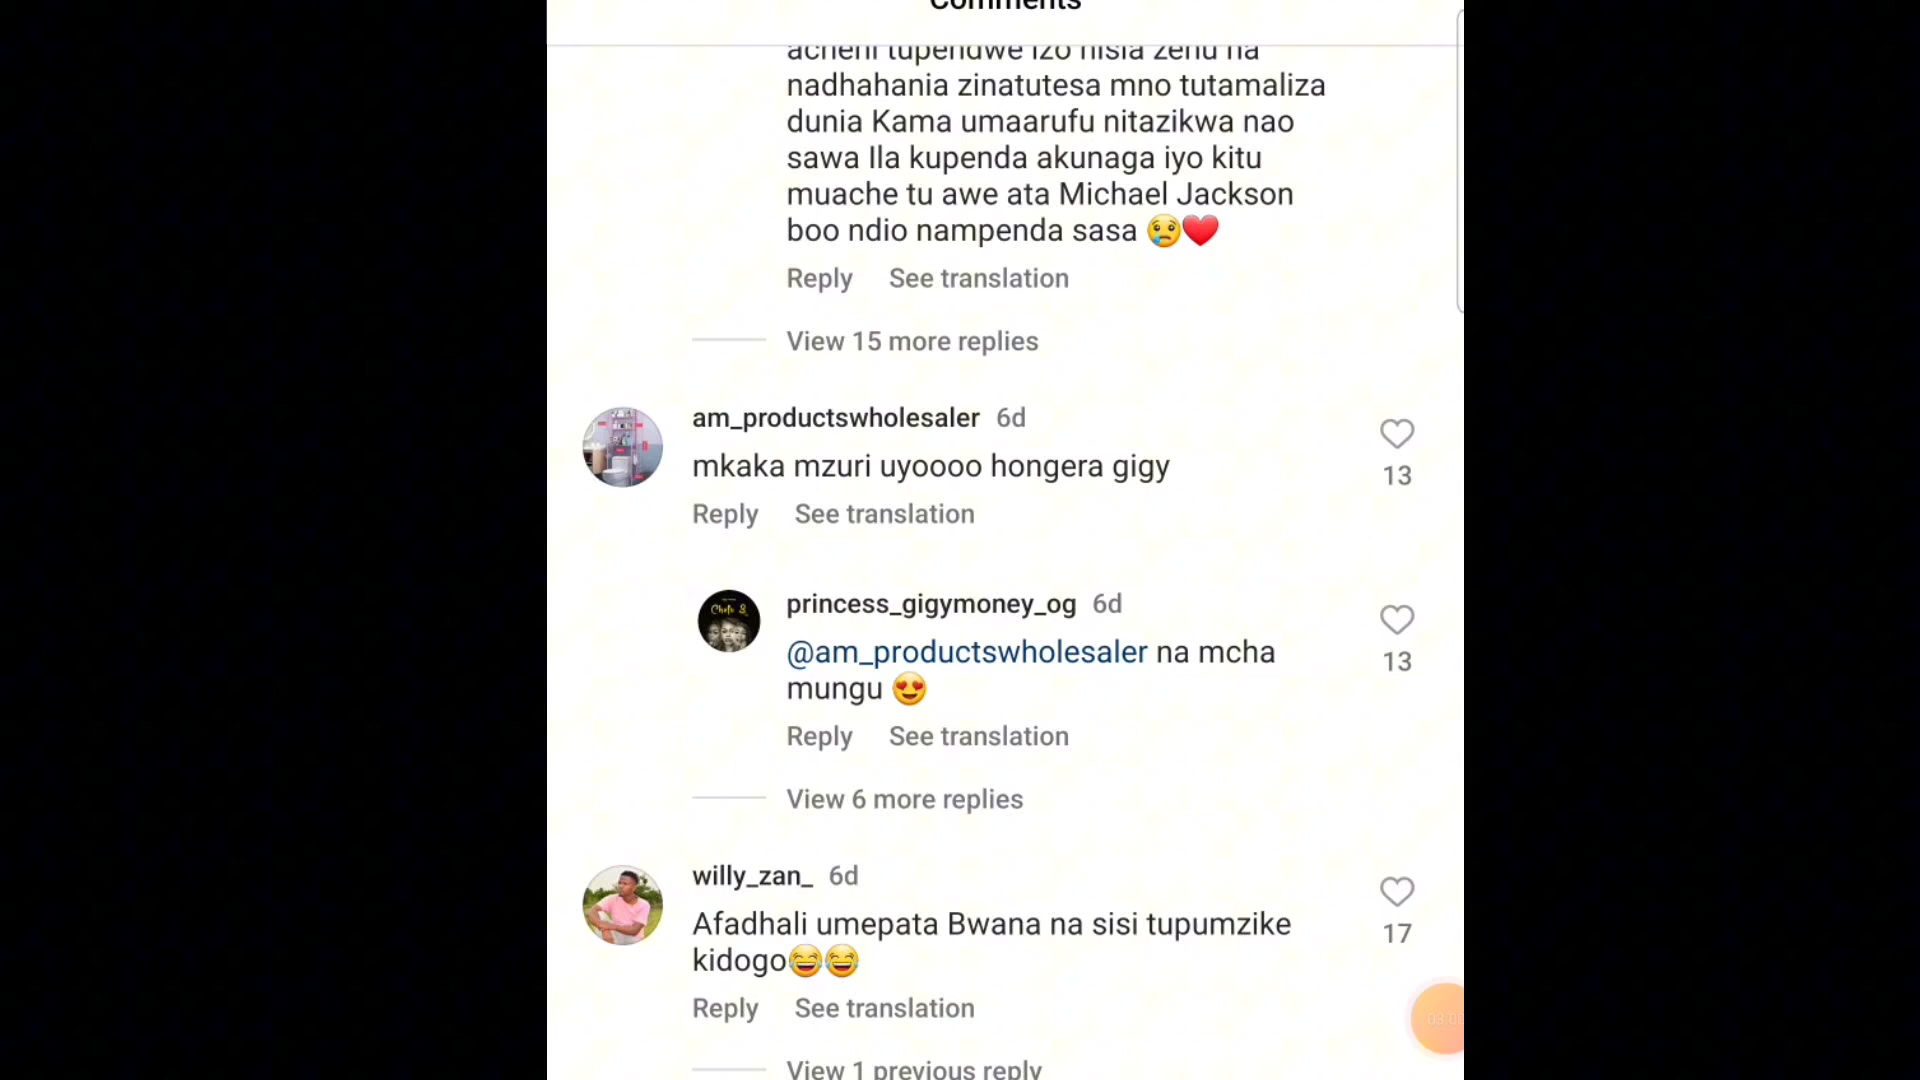 Comments
acheni tupendwe izo hisia zenu na
nadhahania zinatutesa mno tutamaliza
dunia Kama umaarufu nitazikwa nao
sawa Ila kupenda akunaga iyo kitu
muache tu awe ata Michael Jackson
boo ndio nampenda sasa 😢❤️
Reply See translation
View 15 more replies
am_productswholesaler 6d
mkaka mzuri uyoooo hongera gigy
13
Reply See translation
princess_gigymoney_og 6d
@am_productswholesaler na mcha
mungu 😍
13
Reply See translation
View 6 more replies
willy_zan_ 6d
Afadhali umepata Bwana na sisi tupumzike
kidogo😂😂
17
Reply See translation
View 1 previous reply